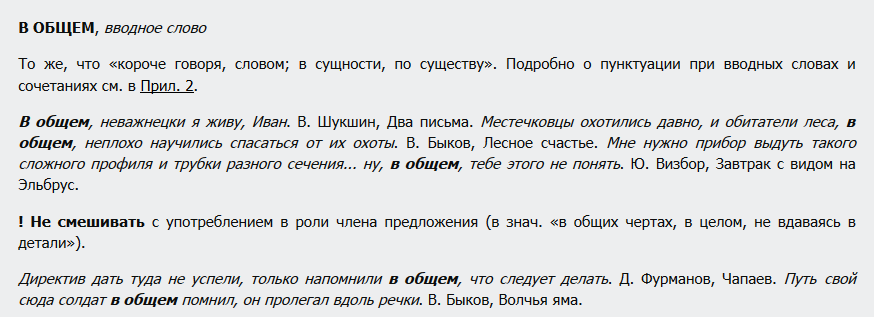 В ОБЩЕМ, вводное слово
То же, что «короче говоря, словом; в сущности, по существу». Подробно о пунктуации при вводных словах и
сочетаниях см. в Прил. 2.
В общем, неважнецки я живу, Иван. В. Шукшин, Два письма. Местечковцы охотились давно, и обитатели леса, в
общем, неплохо научились спасаться от их охоты. В. Быков, Лесное счастье. Мне нужно прибор выдуть такого
сложного профиля и трубки разного сечения... ну, в общем, тебе этого не понять. Ю. Визбор, Завтрак с видом на
Эльбрус.
! Не смешивать с употреблением в роли члена предложения (в знач. «в общих чертах, в целом, не вдаваясь в
детали»).
Директив дать туда не успели, только напомнили в общем, что следует делать. Д. Фурманов, Чапаев. Путь свой
сюда солдат в общем помнил, он пролегал вдоль речки. В. Быков, Волчья яма.